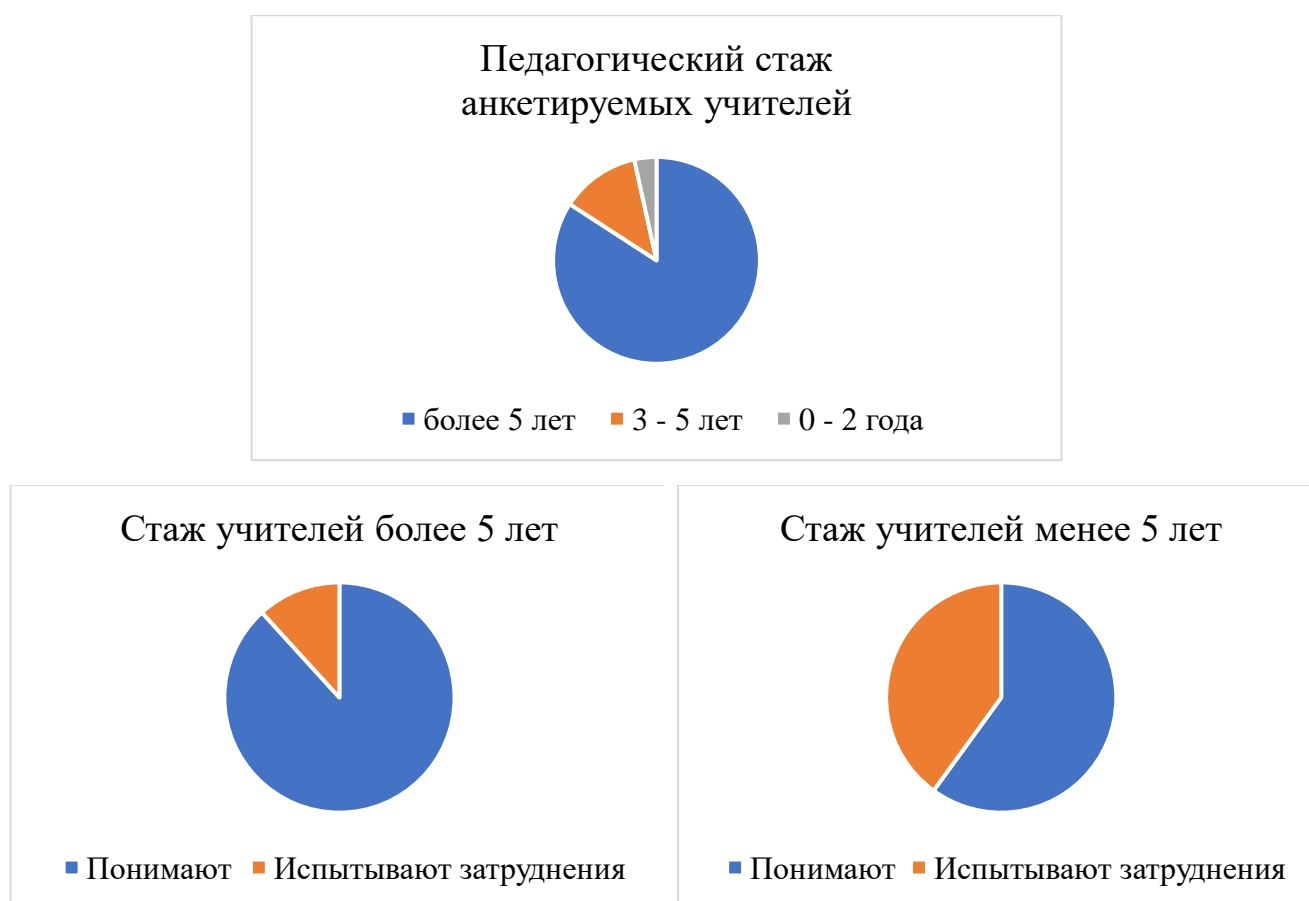 Педагогический стаж
анкетируемых учителей
более 5 лет 3 - 5 лет 0 - 2 года
Стаж учителей более 5 лет
Понимают Испытывают затруднения
Стаж учителей менее 5 лет
Понимают Испытывают затруднения